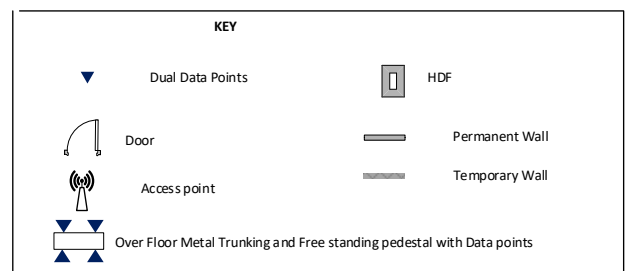 KEY
Dual Data Points
HDF
Door
Permanent Wall
Access point
Temporary Wall
Over Floor Metal Trunking and Free standing pedestal with Data points